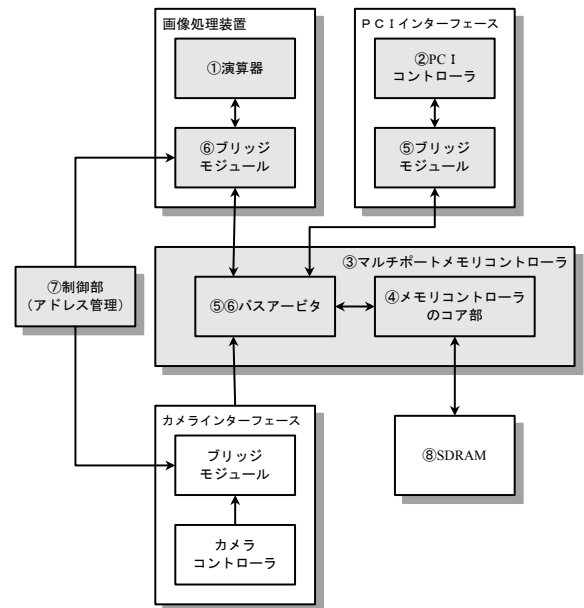 画像処理装置
①演算器
⑥ブリッジ
モジュール
ＰＣＩインターフェース
②PCＩ
コントローラ
⑤ブリッジ
モジュール
⑦制御部
（アドレス管理）
③マルチポートメモリコントローラ
⑤⑥バスアービタ
④メモリコントローラ
のコア部
カメラインターフェース
ブリッジ
モジュール
カメラ
コントローラ
⑧SDRAM